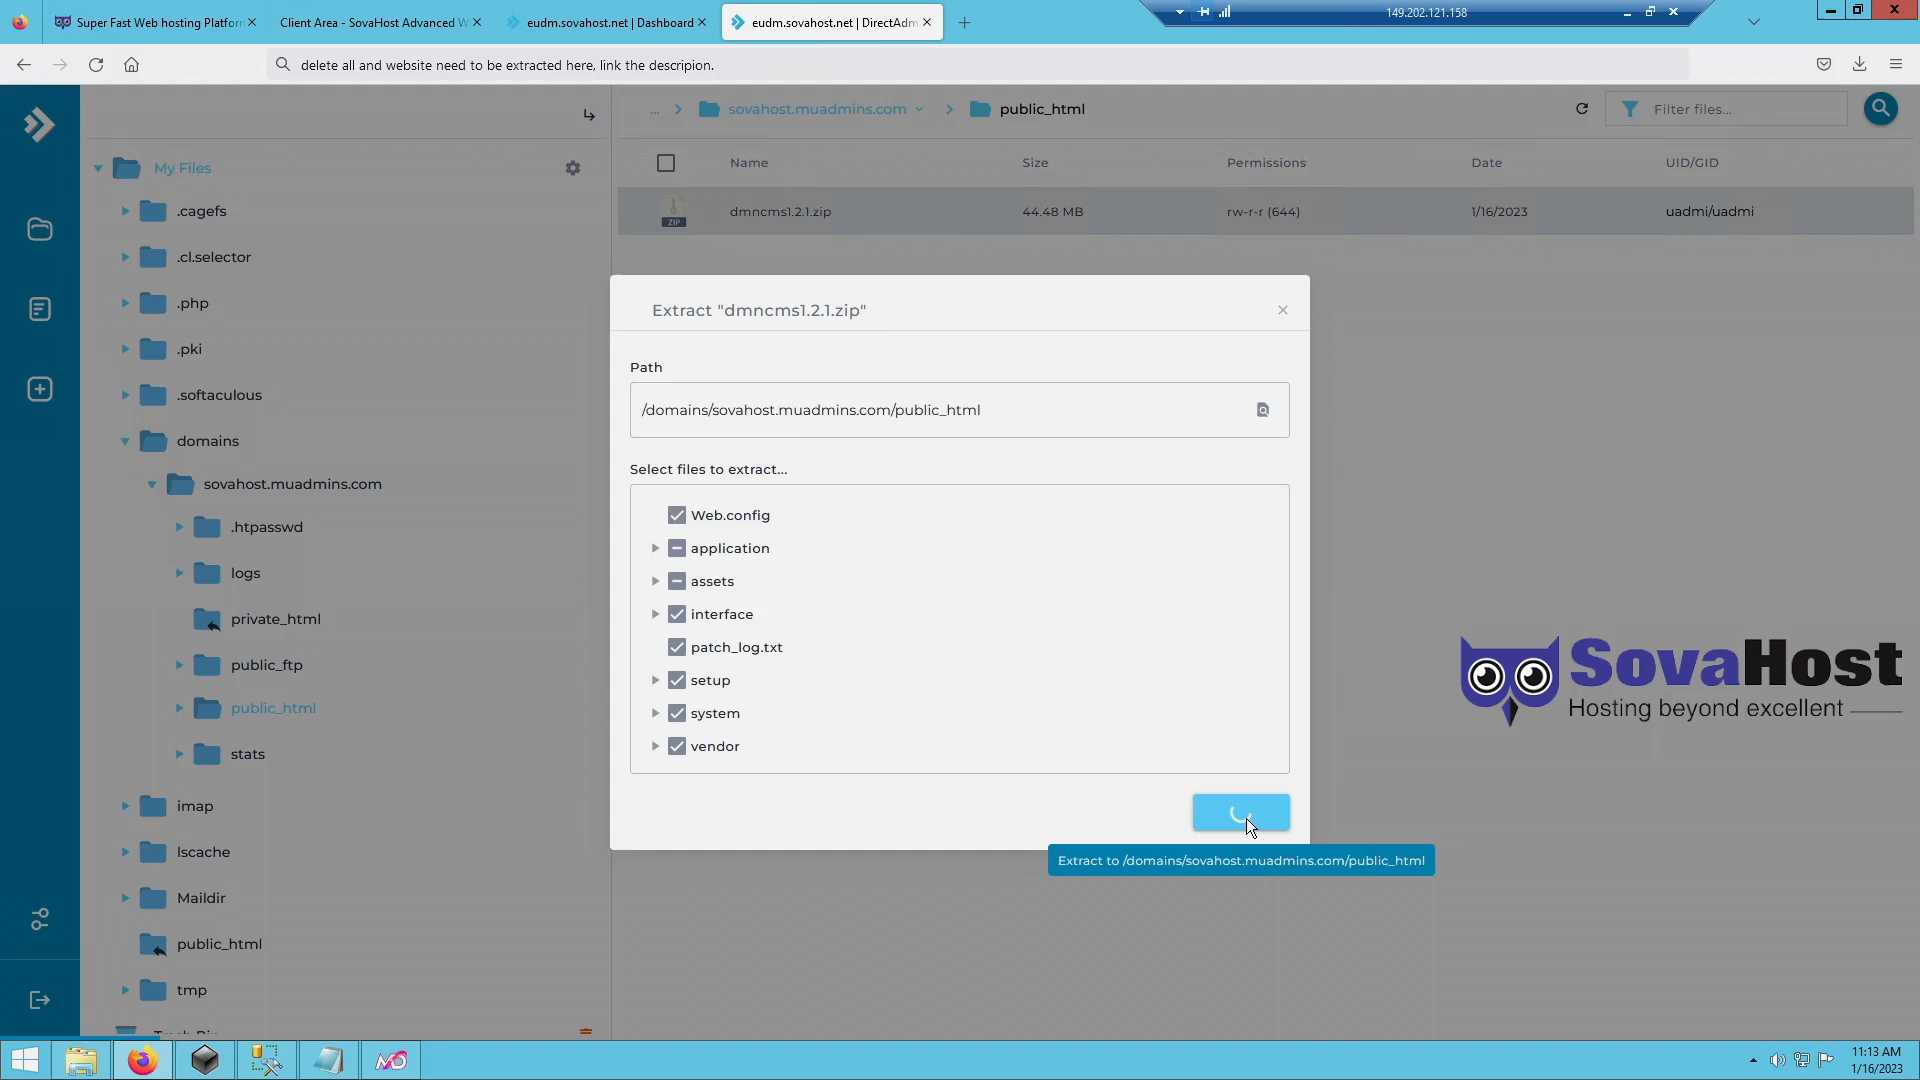 Super Fast Web hosting Platfor
Client Area - SovaHost Advanced W
eudm.sovahost.net | Dashboard
eudm.sovahost.net | DirectAdm
149.202.121.158
delete all and website need to be extracted here, link the descripion.
... sovahost.muadmins.com public_html
Filter files...
My Files
Name Size Permissions Date UID/GID
.cagefs
ZIP dmncms1.2.1.zip 44.48 MB rw-r-r (644) 1/16/2023 uadmi/uadmi
.cl.selector
.php
.pki
.softaculous
domains
sovahost.muadmins.com
.htpasswd
logs
private_html
public_ftp
public_html
stats
imap
lscache
Maildir
public_html
tmp
Extract "dmncms1.2.1.zip"
Path
/domains/sovahost.muadmins.com/public_html
Select files to extract...
Web.config
application
assets
interface
patch_log.txt
setup
system
vendor
Extract to /domains/sovahost.muadmins.com/public_html
SovaHost
Hosting beyond excellent
11:13 AM
1/16/2023